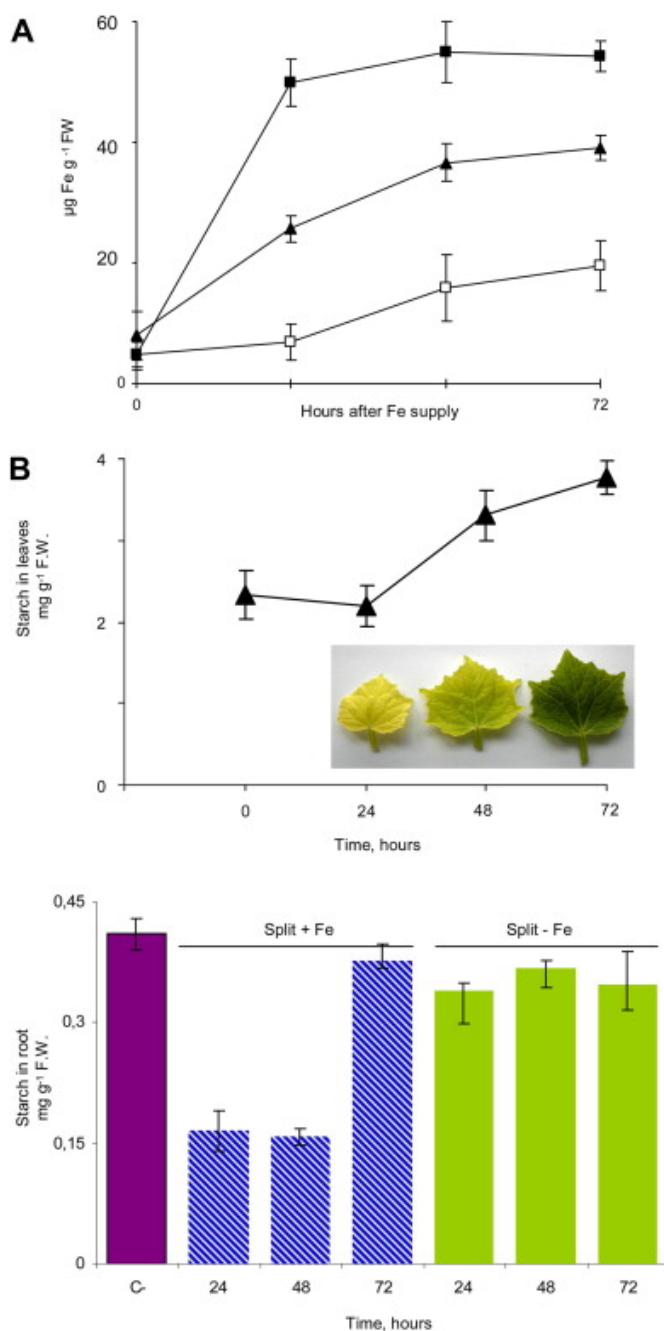 A
60
µg Fe g⁻¹ FW
40
20
0
0
Hours after Fe supply
72
B
4
Starch in leaves
mg g⁻¹ F.W.
2
0
0 24 48 72
Time, hours
0,45
Split + Fe Split - Fe
0,3
Starch in root
mg g⁻¹ F.W.
0,15
0
C- 24 48 72 24 48 72
Time, hours